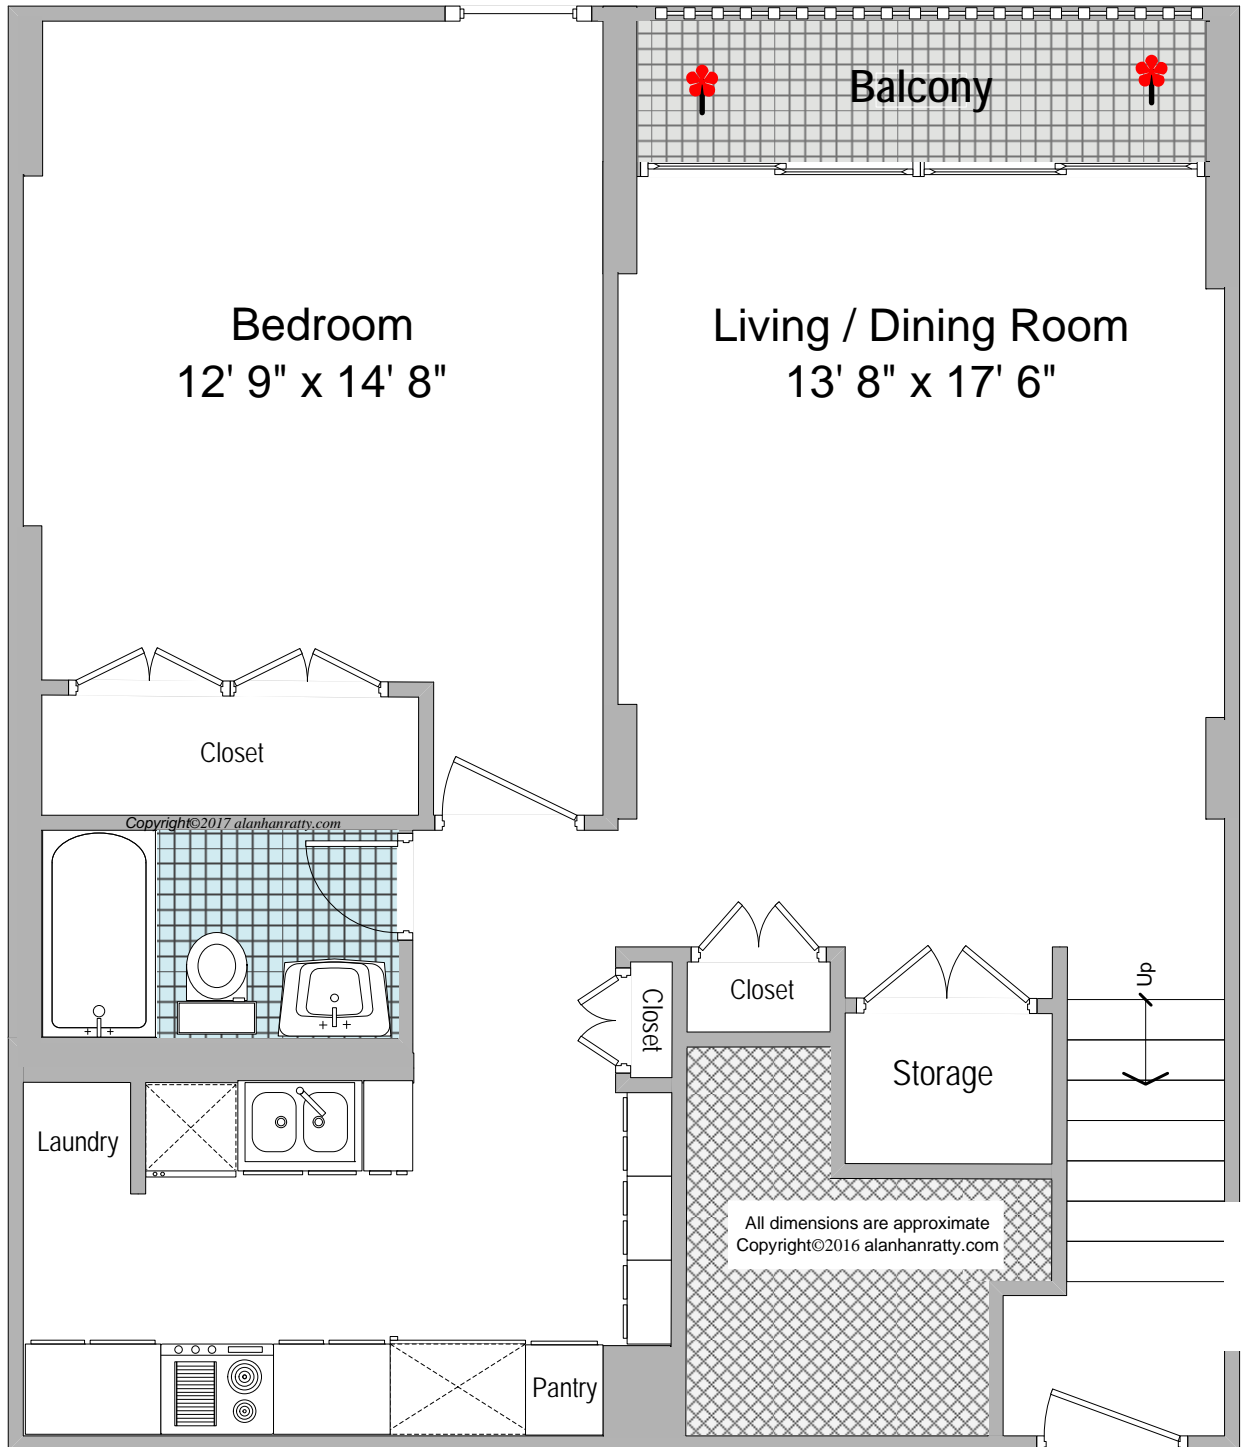 Balcony
Bedroom
12' 9" x 14' 8"
Living / Dining Room
13' 8" x 17' 6"
Closet
Copyright©2017 alanhanratty.com
Closet
Closet
Up
Storage
Laundry
All dimensions are approximate
Copyright©2016 alanhanratty.com
Pantry